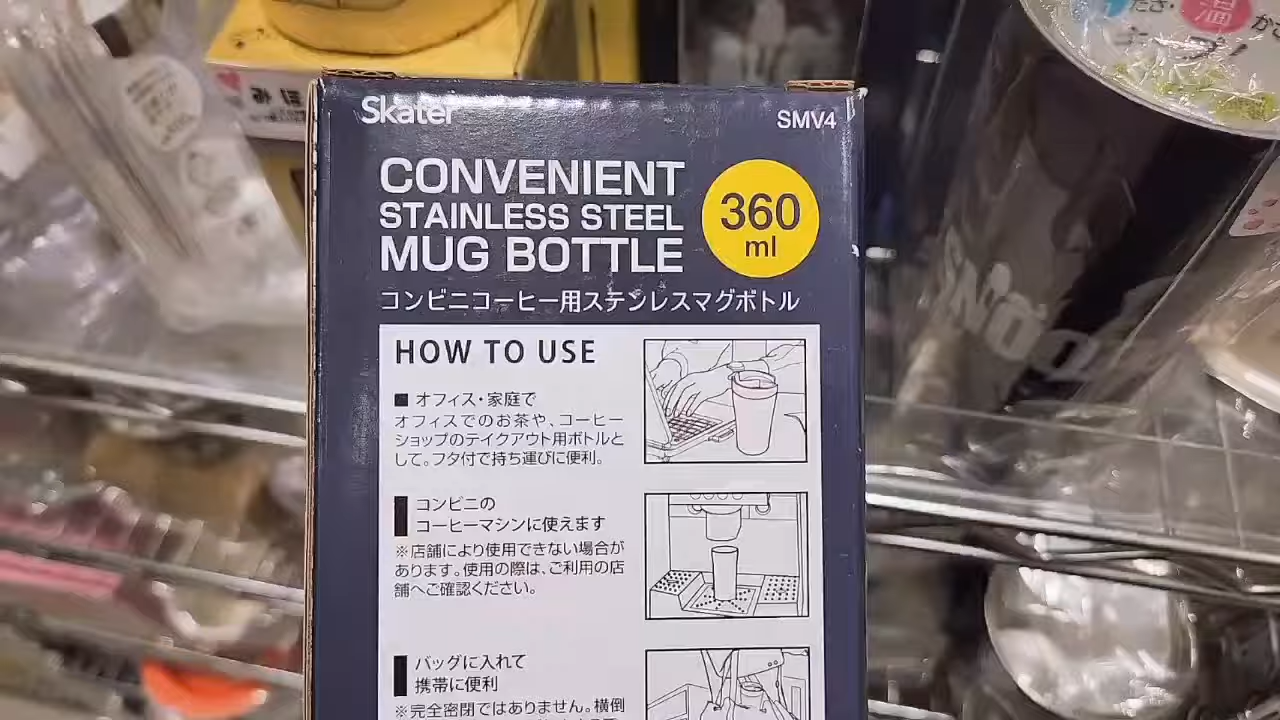 Skater
SMV4
CONVENIENT
STAINLESS STEEL
MUG BOTTLE
360
ml
コンビニコーヒー用ステンレスマグボトル
HOW TO USE
■ オフィス・家庭で
オフィスでのお茶や、コーヒー
ショップのテイクアウト用ボトルと
して。フタ付で持ち運びに便利。
コンビニの
コーヒーマシンに使えます
※店舗により使用できない場合が
あります。使用の際は、ご利用の店
舗へご確認ください。
バッグに入れて
携帯に便利
※完全密閉ではありません。横倒
みほ
温